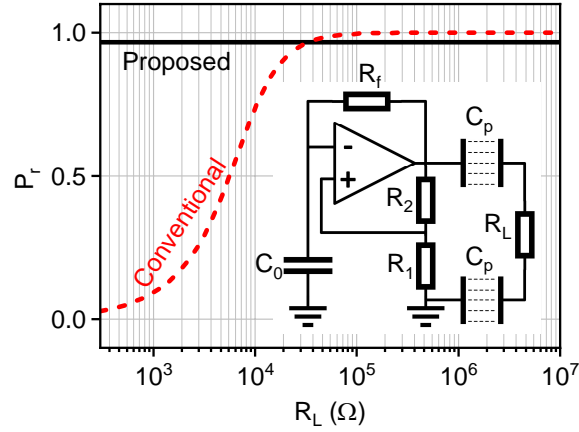 1.0
0.5
0.0
P_r
Proposed
Conventional
R_f
C_p
-
+
R_2
R_L
C_0
R_1
C_p
10^3
10^4
10^5
10^6
10^7
R_L (Ω)